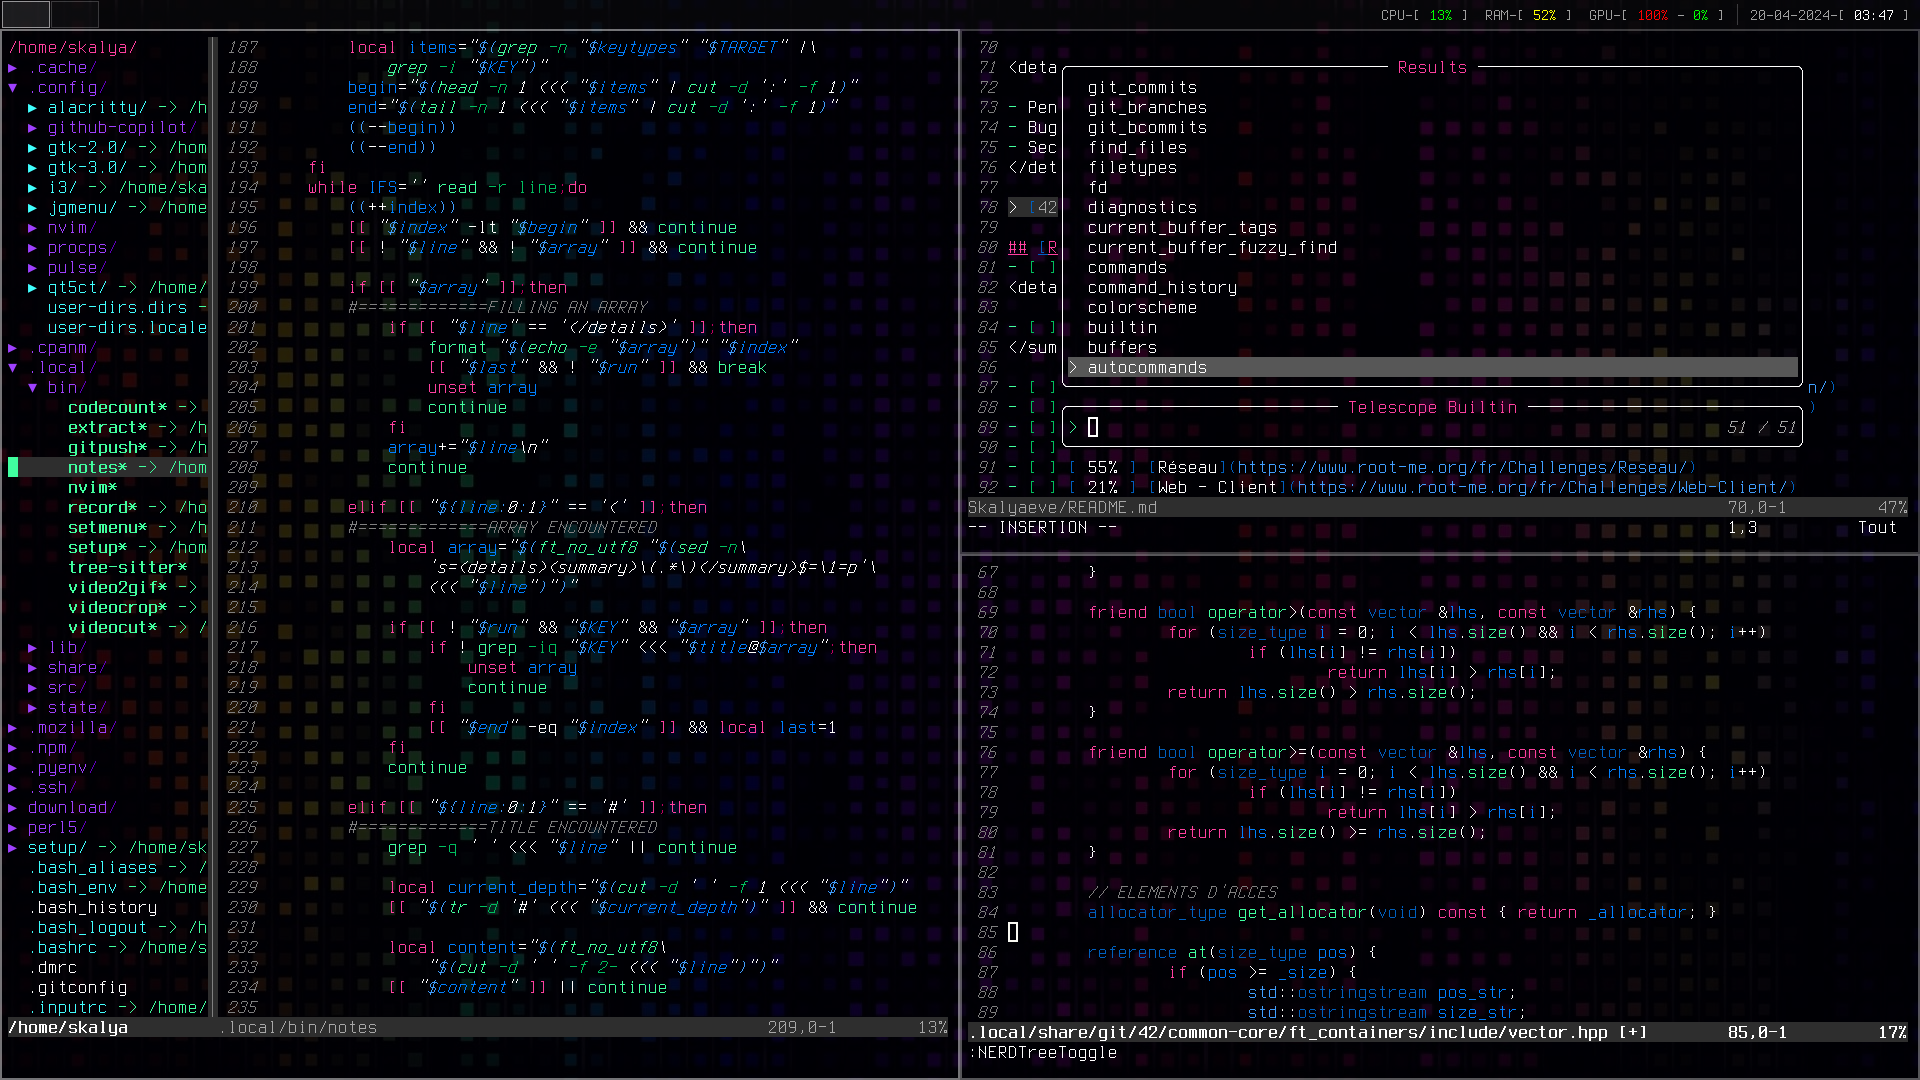 CPU-[ 13% ]  RAM-[ 52% ]  GPU-[ 100% - 0% ]  20-04-2024-[ 03:47 ]
/home/skalya/
▶ .cache/
▼ .config/
▶ alacritty/ -> /h
▶ github-copilot/
▶ gtk-2.0/ -> /hom
▶ gtk-3.0/ -> /hom
▶ i3/ -> /home/ska
▶ jgmenu/ -> /home
▶ nvim/
▶ procps/
▶ pulse/
▶ qt5ct/ -> /home/
user-dirs.dirs -
user-dirs.locale
▶ .cpanm/
▼ .local/
▼ bin/
codecount* ->
extract* -> /h
gitpush* -> /h
notes* -> /hom
nvim*
record* -> /ho
setmenu* -> /h
setup* -> /hom
tree-sitter*
video2gif* ->
videocrop* ->
videocut* -> /
▶ lib/
▶ share/
▶ src/
▶ state/
▶ .mozilla/
▶ .npm/
▶ .pyenv/
▶ .ssh/
▶ download/
▶ perl5/
▶ setup/ -> /home/sk
.bash_aliases -> /
.bash_env -> /home
.bash_history
.bash_logout -> /h
.bashrc -> /home/s
.dmrc
.gitconfig
.inputrc -> /home/
/home/skalya
187 local items="$(grep -n "$keytypes" "$TARGET" |\
188 grep -i "$KEY")"
189 begin="$(head -n 1 <<< "$items" | cut -d ':' -f 1)"
190 end="$(tail -n 1 <<< "$items" | cut -d ':' -f 1)"
191 ((--begin))
192 ((--end))
193 fi
194 while IFS='' read -r line;do
195 ((++index))
196 [[ "$index" -lt "$begin" ]] && continue
197 [[ ! "$line" && ! "$array" ]] && continue
198
199 if [[ "$array" ]];then
200 #=============FILLING AN ARRAY
201 if [[ "$line" == '</details>' ]];then
202 format "$(echo -e "$array")" "$index"
203 [[ "$last" && ! "$run" ]] && break
204 unset array
205 continue
206 fi
207 array+="$line\n"
208 continue
209
210 elif [[ "${line:0:1}" == '<' ]];then
211 #=============ARRAY ENCOUNTERED
212 local array="$(ft_no_utf8 "$(sed -n\
213 's=<details><summary>\(.*\)</summary>$=\1=p'\
214 <<< "$line")")"
215
216 if [[ ! "$run" && "$KEY" && "$array" ]];then
217 if ! grep -iq "$KEY" <<< "$title@$array";then
218 unset array
219 continue
220 fi
221 [[ "$end" -eq "$index" ]] && local last=1
222 fi
223 continue
224
225 elif [[ "${line:0:1}" == '#' ]];then
226 #=============TITLE ENCOUNTERED
227 grep -q ' ' <<< "$line" || continue
228
229 local current_depth="$(cut -d ' ' -f 1 <<< "$line")"
230 [[ "$(tr -d '#' <<< "$current_depth")" ]] && continue
231
232 local content="$(ft_no_utf8\
233 "$(cut -d ' ' -f 2- <<< "$line")")"
234 [[ "$content" ]] || continue
235
.local/bin/notes 209,0-1 13%
70
71 <deta
72
73 - Pen
74 - Bug
75 - Sec
76 </det
77
78 > [42
79
80 ## [R
81 - [ ]
82 <deta
83
84 - [ ]
85 </sum
86
87 - [ ] n/)
88 - [ ] )
89 - [ ]
90 - [ ]
91 - [ ] [ 55% ] [Réseau](https://www.root-me.org/fr/Challenges/Reseau/)
92 - [ ] [ 21% ] [Web - Client](https://www.root-me.org/fr/Challenges/Web-Client/)
Results
git_commits
git_branches
git_bcommits
find_files
filetypes
fd
diagnostics
current_buffer_tags
current_buffer_fuzzy_find
commands
command_history
colorscheme
builtin
buffers
> autocommands
Telescope Builtin
> 51 / 51
Skalyaeve/README.md 70,0-1 47%
-- INSERTION -- 1,3 Tout
67 }
68
69 friend bool operator>(const vector &lhs, const vector &rhs) {
70 for (size_type i = 0; i < lhs.size() && i < rhs.size(); i++)
71 if (lhs[i] != rhs[i])
72 return lhs[i] > rhs[i];
73 return lhs.size() > rhs.size();
74 }
75
76 friend bool operator>=(const vector &lhs, const vector &rhs) {
77 for (size_type i = 0; i < lhs.size() && i < rhs.size(); i++)
78 if (lhs[i] != rhs[i])
79 return lhs[i] > rhs[i];
80 return lhs.size() >= rhs.size();
81 }
82
83 // ELEMENTS D'ACCES
84 allocator_type get_allocator(void) const { return _allocator; }
85
86 reference at(size_type pos) {
87 if (pos >= _size) {
88 std::ostringstream pos_str;
89 std::ostringstream size_str;
.local/share/git/42/common-core/ft_containers/include/vector.hpp [+] 85,0-1 17%
:NERDTreeToggle